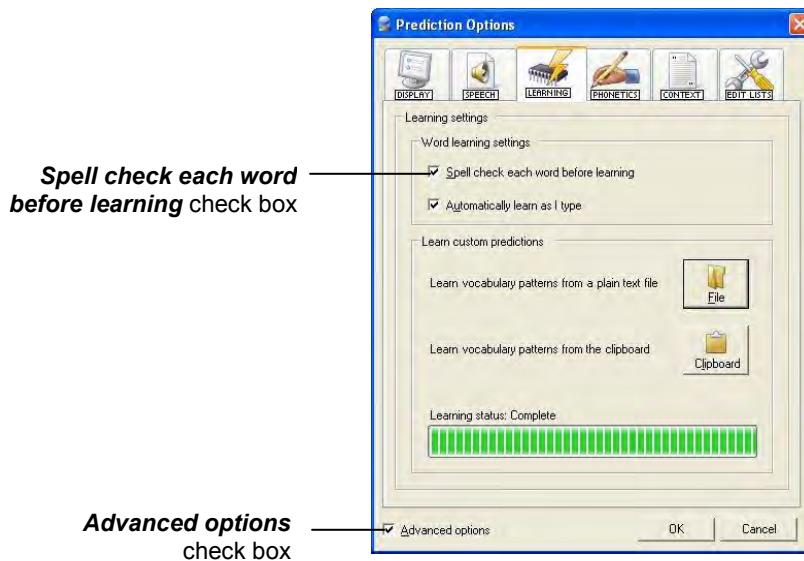 Prediction Options
DISPLAY SPEECH LEARNING PHONETICS CONTEXT EDIT LISTS
Learning settings
Word learning settings
Spell check each word
before learning check box
Spell check each word before learning
Automatically learn as I type
Learn custom predictions
Learn vocabulary patterns from a plain text file
File
Learn vocabulary patterns from the clipboard
Clipboard
Learning status: Complete
Advanced options
check box
Advanced options OK Cancel